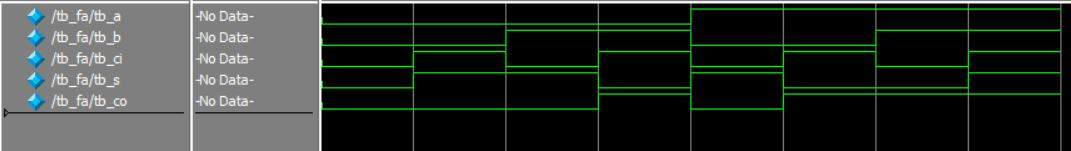 /tb_fa/tb_a -No Data-
/tb_fa/tb_b -No Data-
/tb_fa/tb_ci -No Data-
/tb_fa/tb_s -No Data-
/tb_fa/tb_co -No Data-